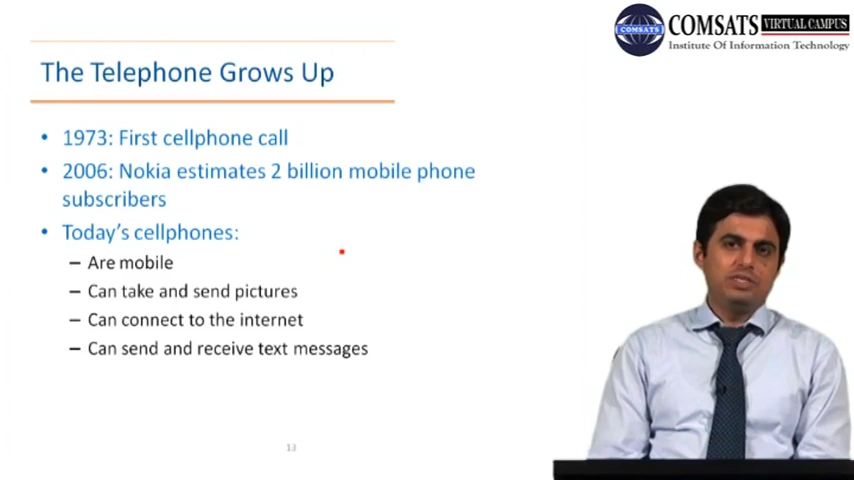 COMSATS VIRTUAL CAMPUS
COMSATS
Institute Of Information Technology
The Telephone Grows Up
• 1973: First cellphone call
• 2006: Nokia estimates 2 billion mobile phone
subscribers
• Today's cellphones:
– Are mobile
– Can take and send pictures
– Can connect to the internet
– Can send and receive text messages
13